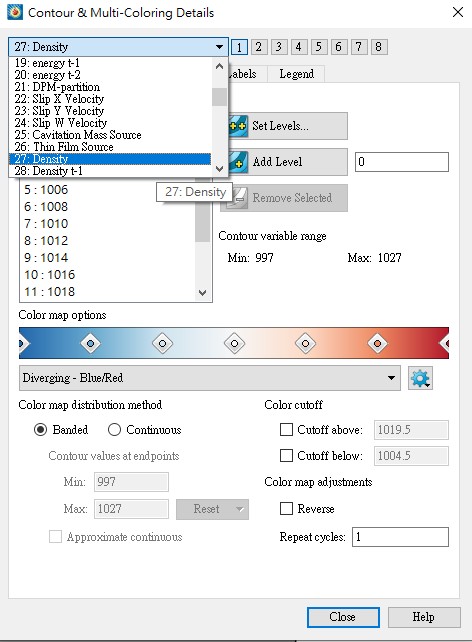 Contour & Multi-Coloring Details
27: Density
1 2 3 4 5 6 7 8
19: energy t-1
20: energy t-2
21: DPM-partition
22: Slip X Velocity
23: Slip Y Velocity
24: Slip W Velocity
25: Cavitation Mass Source
26: Thin Film Source
27: Density
28: Density t-1
Labels Legend
Set Levels...
Add Level 0
27: Density
Remove Selected
5 : 1006
6 : 1008
7 : 1010
8 : 1012
9 : 1014
10 : 1016
11 : 1018
Contour variable range
Min: 997 Max: 1027
Color map options
Diverging - Blue/Red
Color map distribution method
Banded Continuous
Contour values at endpoints
Min: 997
Max: 1027 Reset
Approximate continuous
Color cutoff
Cutoff above: 1019.5
Cutoff below: 1004.5
Color map adjustments
Reverse
Repeat cycles: 1
Close Help